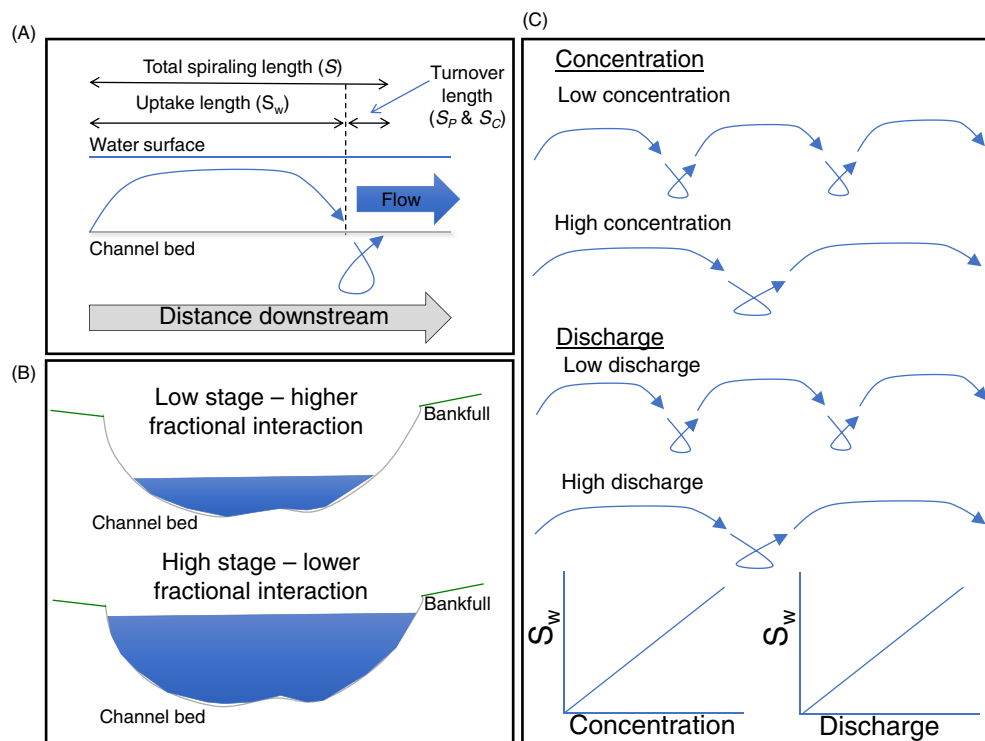 (A)
Total spiraling length (S)
Uptake length (Sw)
Turnover
length
(SP & SC)
Water surface
Flow
Channel bed
Distance downstream
(B)
Low stage – higher
fractional interaction
Bankfull
Channel bed
High stage – lower
fractional interaction
Bankfull
Channel bed
(C)
Concentration
Low concentration
High concentration
Discharge
Low discharge
High discharge
Sw
Concentration
Sw
Discharge